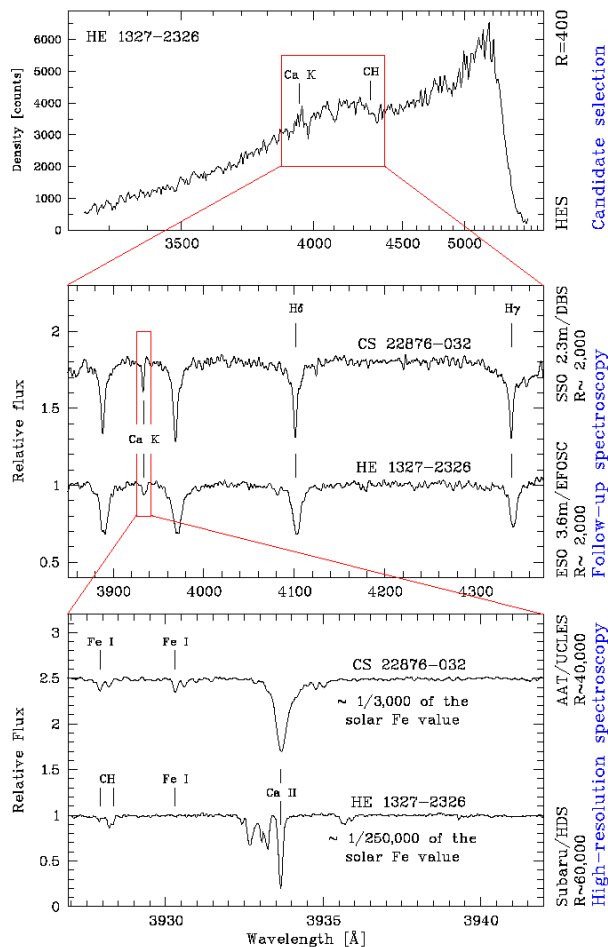 HE 1327-2326
Ca K
CH
Density [counts]
6000
5000
4000
3000
2000
1000
0
3500
4000
4500
5000
HES
R=400
Candidate selection
Hδ
Hγ
CS 22876-032
Ca K
HE 1327-2326
Relative flux
2
1.5
1
0.5
3900
4000
4100
4200
4300
SSO 2.3m/DBS
R~ 2,000
ESO 3.6m/EFOSC
R~ 2,000
Follow-up spectroscopy
Fe I
Fe I
CS 22876-032
~ 1/3,000 of the
solar Fe value
CH
Fe I
Ca II
HE 1327-2326
~ 1/250,000 of the
solar Fe value
Relative Flux
3
2.5
2
1.5
1
0.5
0
3930
3935
3940
Wavelength [Å]
AAT/UCLES
R~40,000
Subaru/HDS
R~60,000
High-resolution spectroscopy